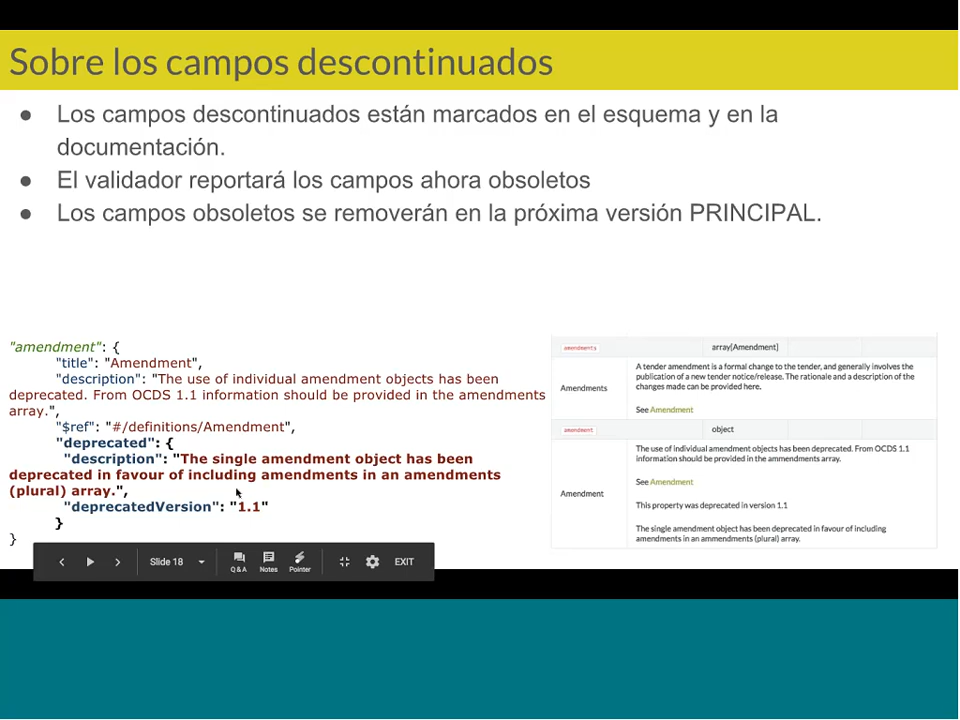 Sobre los campos descontinuados
● Los campos descontinuados están marcados en el esquema y en la
documentación.
● El validador reportará los campos ahora obsoletos
● Los campos obsoletos se removerán en la próxima versión PRINCIPAL.
"amendment": {
"title": "Amendment",
"description": "The use of individual amendment objects has been
deprecated. From OCDS 1.1 information should be provided in the amendments
array.",
"$ref": "#/definitions/Amendment",
"deprecated": {
"description": "The single amendment object has been
deprecated in favour of including amendments in an amendments
(plural) array.",
"deprecatedVersion": "1.1"
}
}
amendments array[Amendment]
Amendments
A tender amendment is a formal change to the tender, and generally involves the
publication of a new tender notice/release. The rationale and a description of the
changes made can be provided here.
See Amendment
amendment object
Amendment
The use of individual amendment objects has been deprecated. From OCDS 1.1
information should be provided in the ammendments array.
See Amendment
This property was deprecated in version 1.1
The single amendment object has been deprecated in favour of including
amendments in an ammendments (plural) array.
Slide 18 Q&A Notes Pointer EXIT